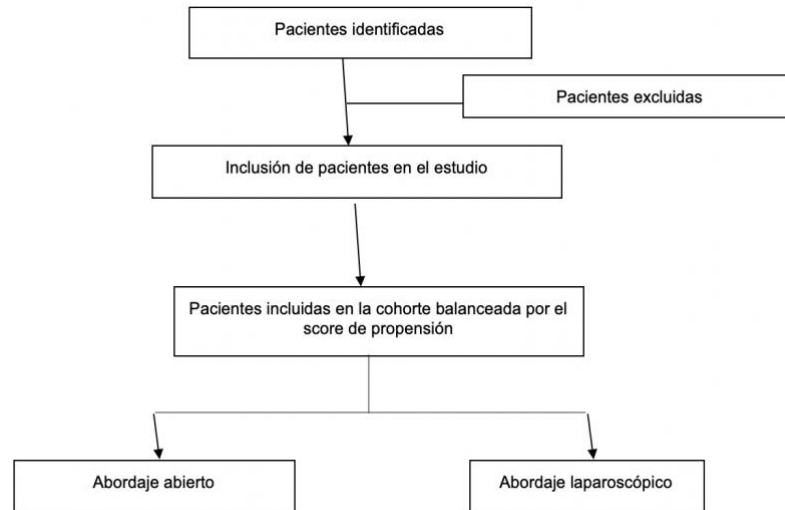 Pacientes identificadas
Pacientes excluidas
Inclusión de pacientes en el estudio
Pacientes incluidas en la cohorte balanceada por el
score de propensión
Abordaje abierto
Abordaje laparoscópico